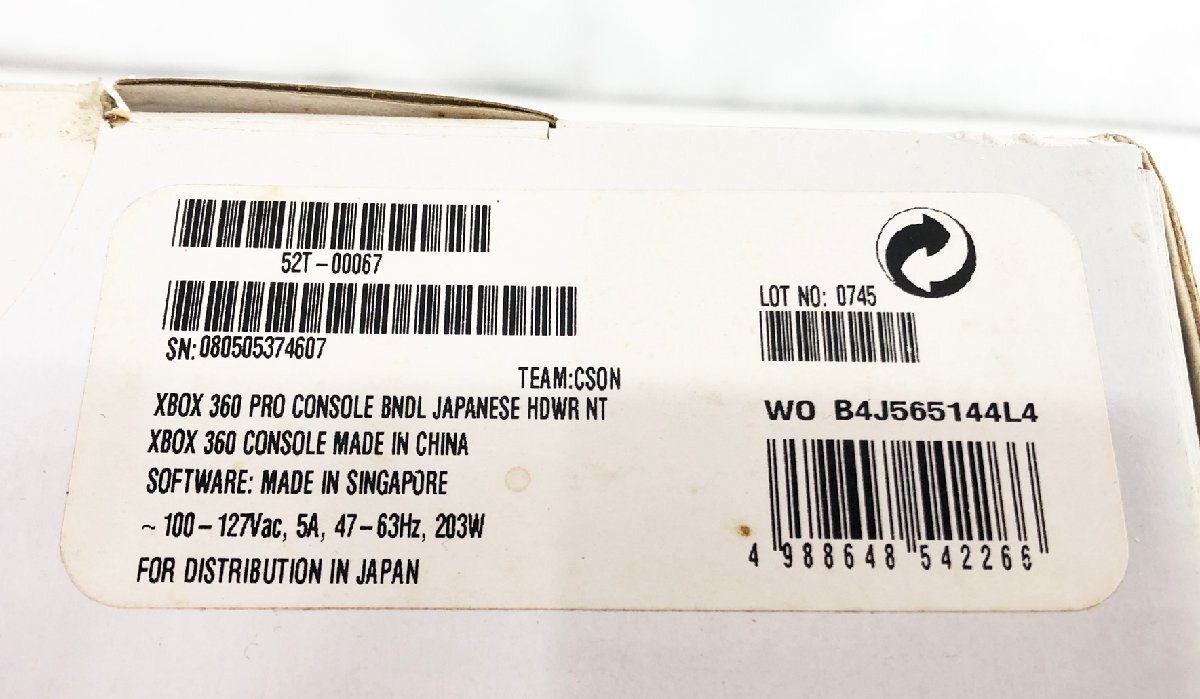 52T-00067
SN:080505374607
LOT NO: 0745
TEAM:CSON
XBOX 360 PRO CONSOLE BNDL JAPANESE HDWR NT
XBOX 360 CONSOLE MADE IN CHINA
SOFTWARE: MADE IN SINGAPORE
~ 100-127Vac, 5A, 47-63Hz, 203W
FOR DISTRIBUTION IN JAPAN
WO B4J565144L4
4 988648 542266